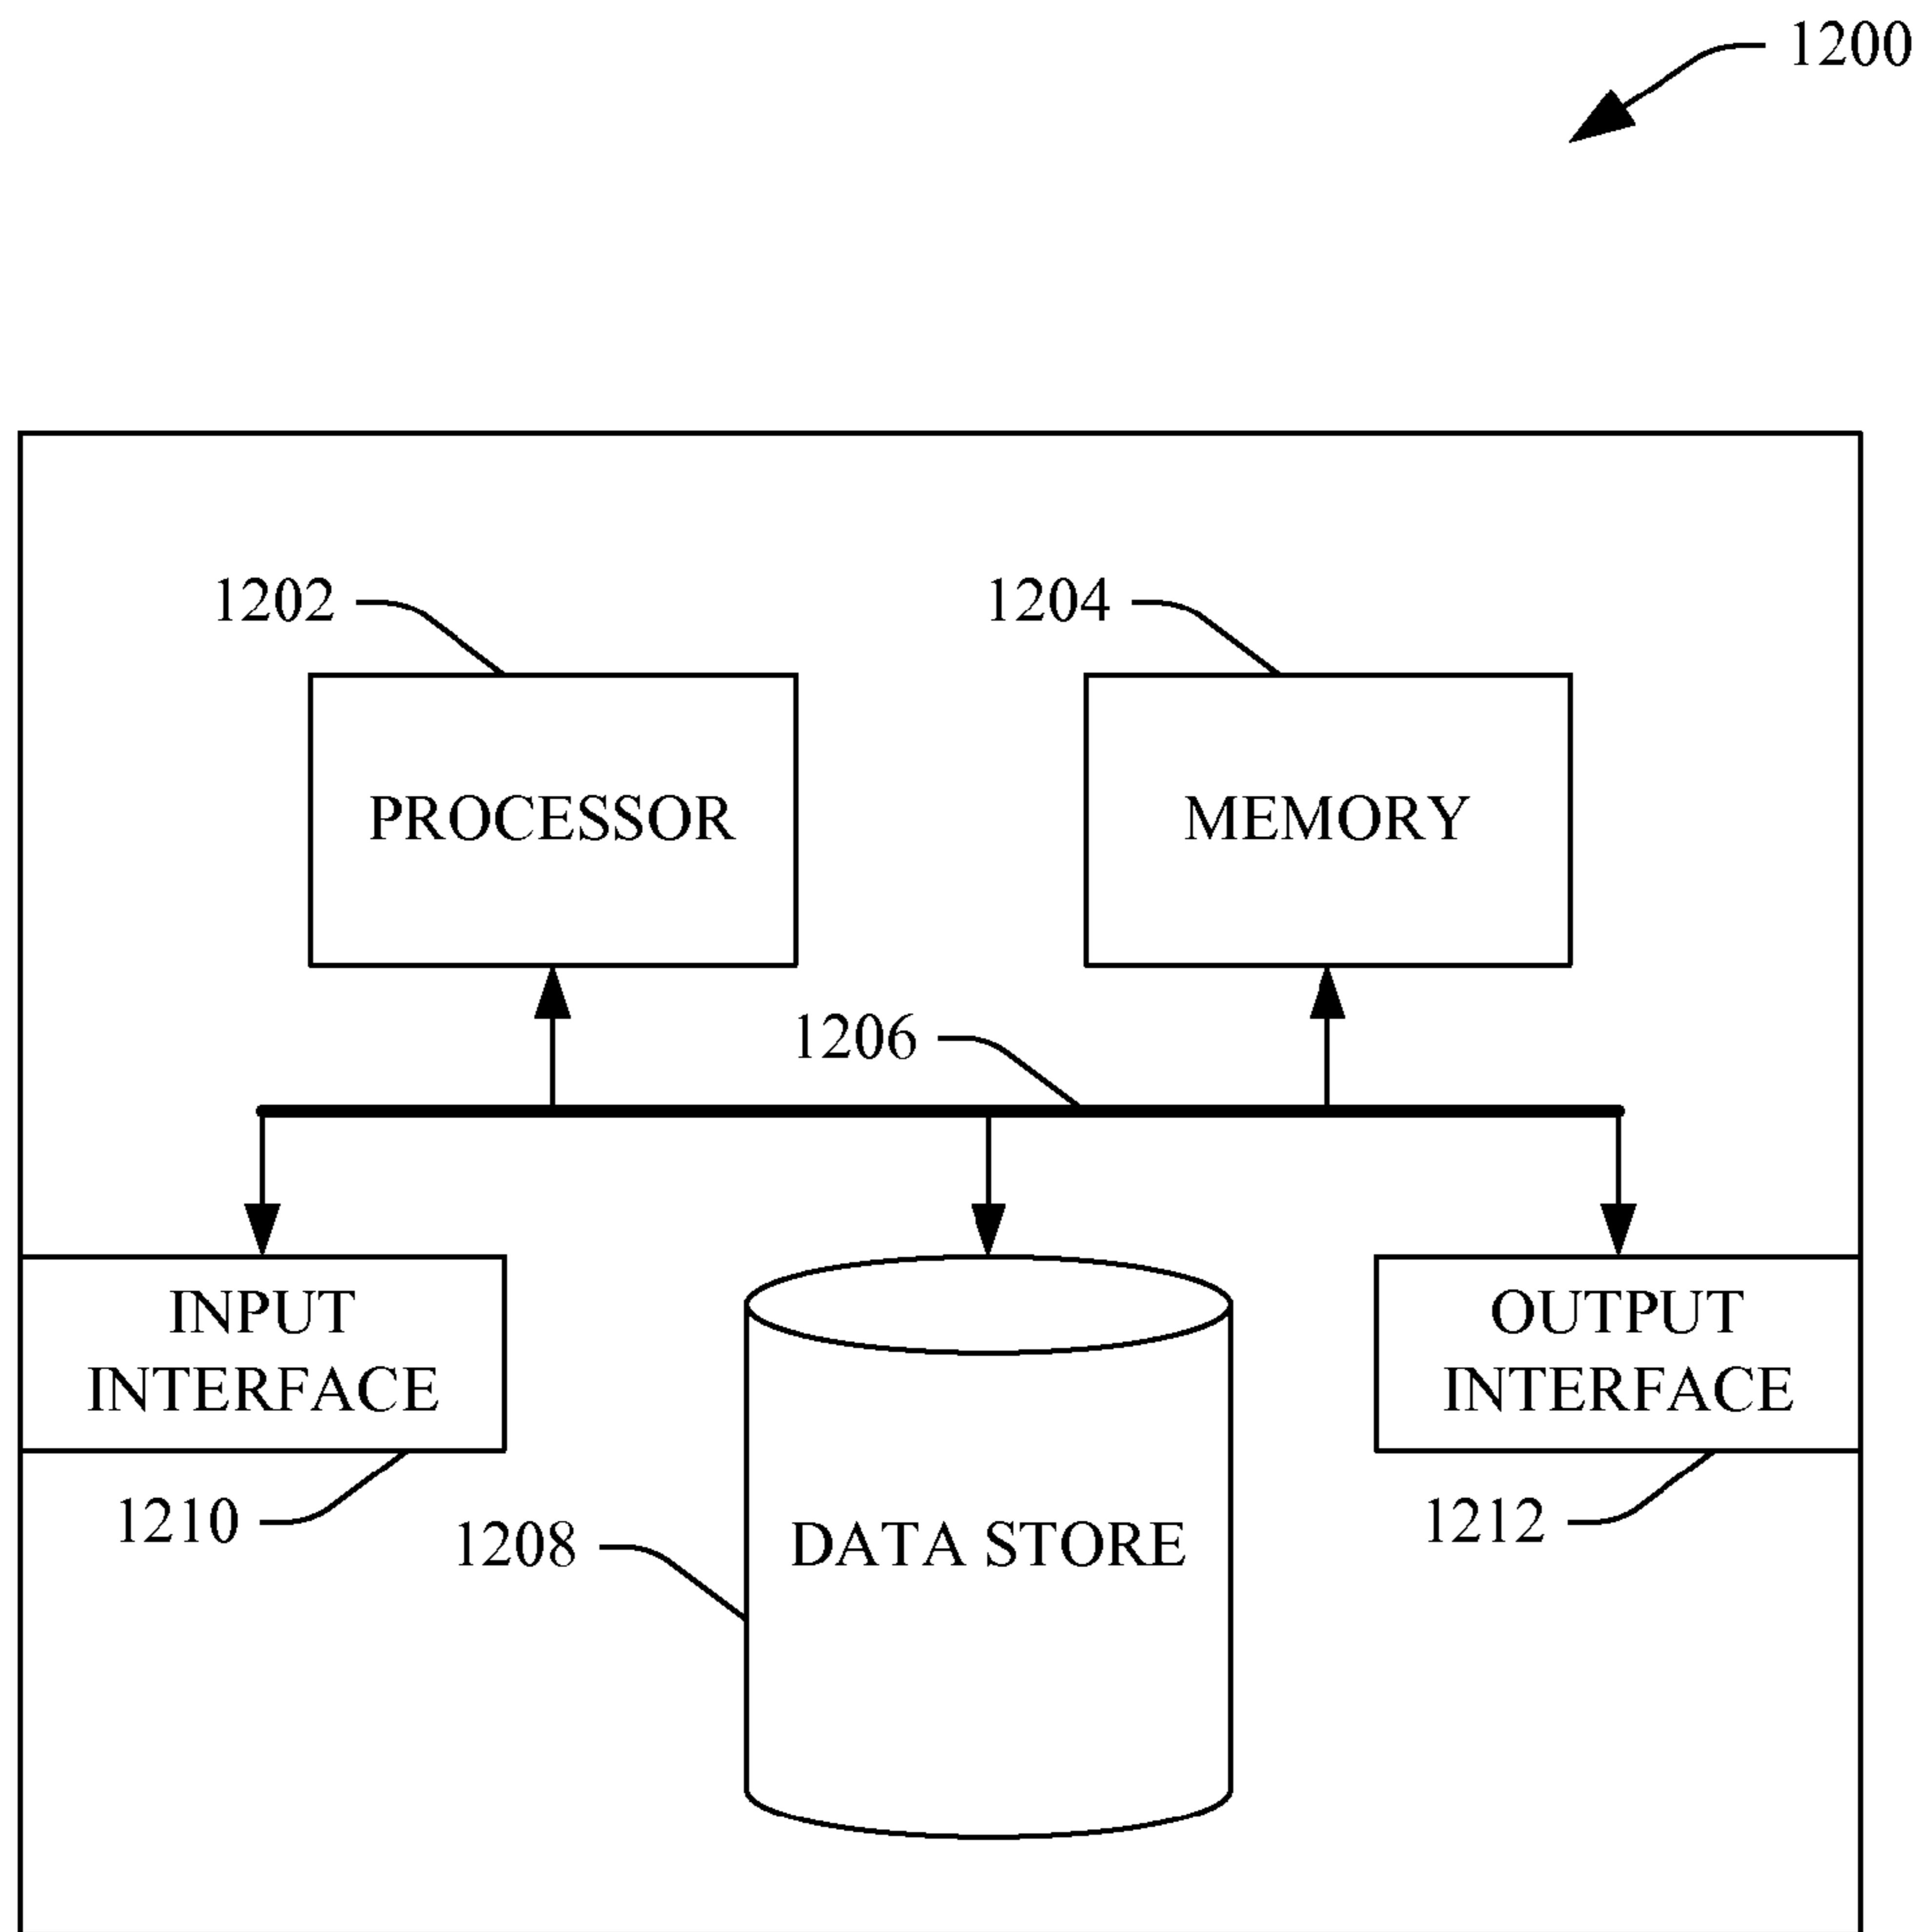 1200
1202
1204
PROCESSOR
MEMORY
1206
INPUT
INTERFACE
OUTPUT
INTERFACE
1210
1208
DATA STORE
1212